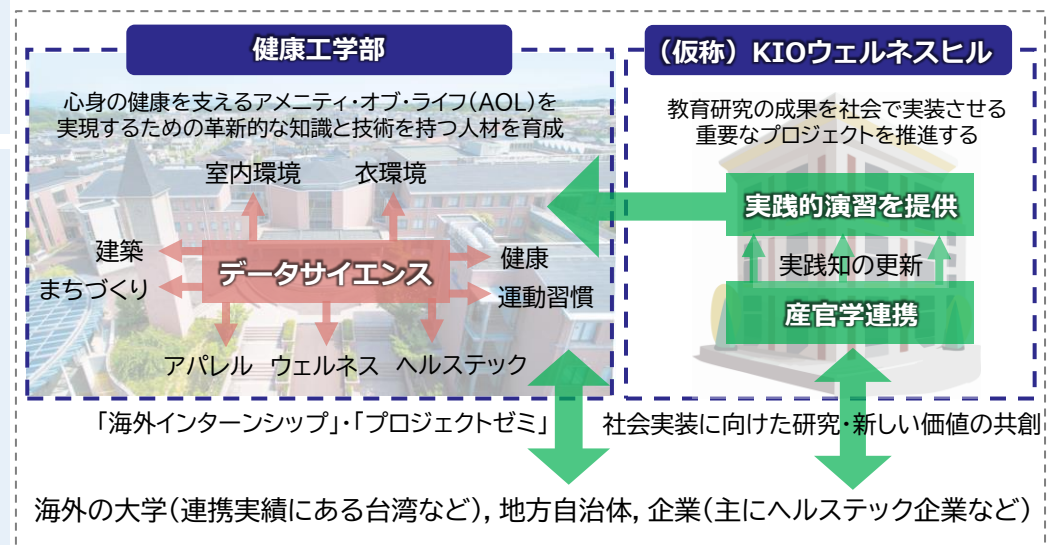 健康工学部
心身の健康を支えるアメニティ・オブ・ライフ（AOL）を
実現するための革新的な知識と技術を持つ人材を育成
室内環境
衣環境
建築
まちづくり
データサイエンス
健康
運動習慣
アパレル
ウェルネス
ヘルステック
（仮称）KIOウェルネスヒル
教育研究の成果を社会で実装させる
重要なプロジェクトを推進する
実践的演習を提供
実践知の更新
産官学連携
「海外インターンシップ」・「プロジェクトゼミ」
社会実装に向けた研究・新しい価値の共創
海外の大学（連携実績にある台湾など）, 地方自治体, 企業（主にヘルステック企業など）